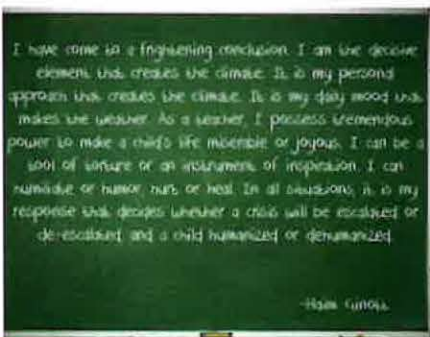 I have come to a frightening conclusion. I am the decisive
element that creates the climate. It is my personal
approach that creates the climate. It is my daily mood that
makes the weather. As a teacher, I possess tremendous
power to make a child's life miserable or joyous. I can be a
tool of torture or an instrument of inspiration. I can
humiliate or humor, hurt or heal. In all situations, it is my
response that decides whether a crisis will be escalated or
de-escalated, and a child humanized or dehumanized.
-Haim Ginott